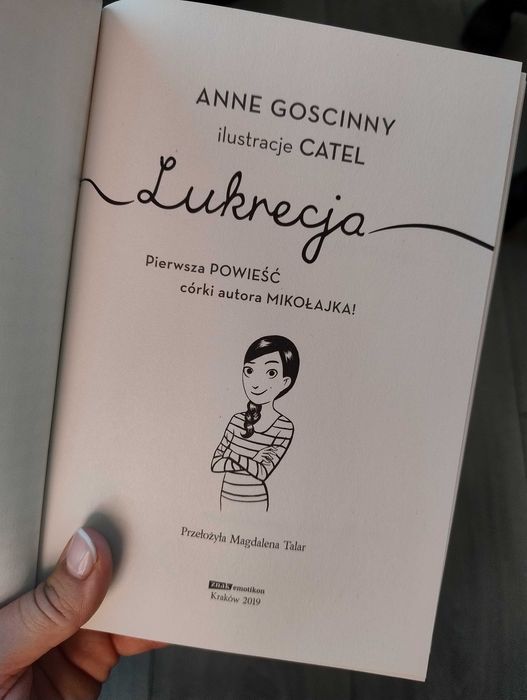 ANNE GOSCINNY
ilustracje CATEL
Lukrecja
Pierwsza POWIEŚĆ
córki autora MIKOŁAJKA!
Przełożyła Magdalena Talar
znak emotikon
Kraków 2019